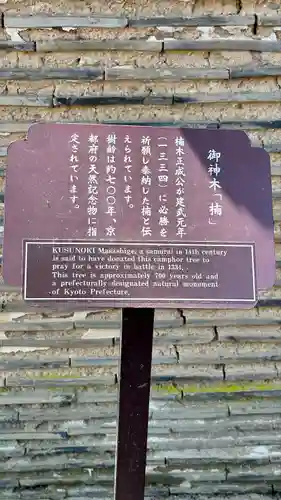 御神木「楠」
楠木正成公が建武元年
(一三三四)に必勝を
祈願し奉納した楠と伝
えられています。
樹齢は約七〇〇年、京
都府の天然記念物に指
定されています。
KUSUNOKI Masashige, a samurai in 14th century
is said to have donated this camphor tree to
pray for a victory in battle in 1334.
This tree is approximately 700 years old and
a prefecturally designated natural monument
of Kyoto Prefecture.